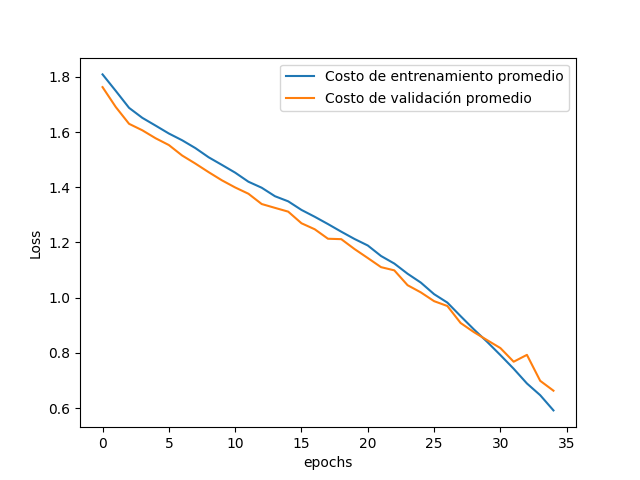 Costo de entrenamiento promedio
Costo de validación promedio
1.8
1.6
1.4
1.2
1.0
0.8
0.6
Loss
0 5 10 15 20 25 30 35
epochs